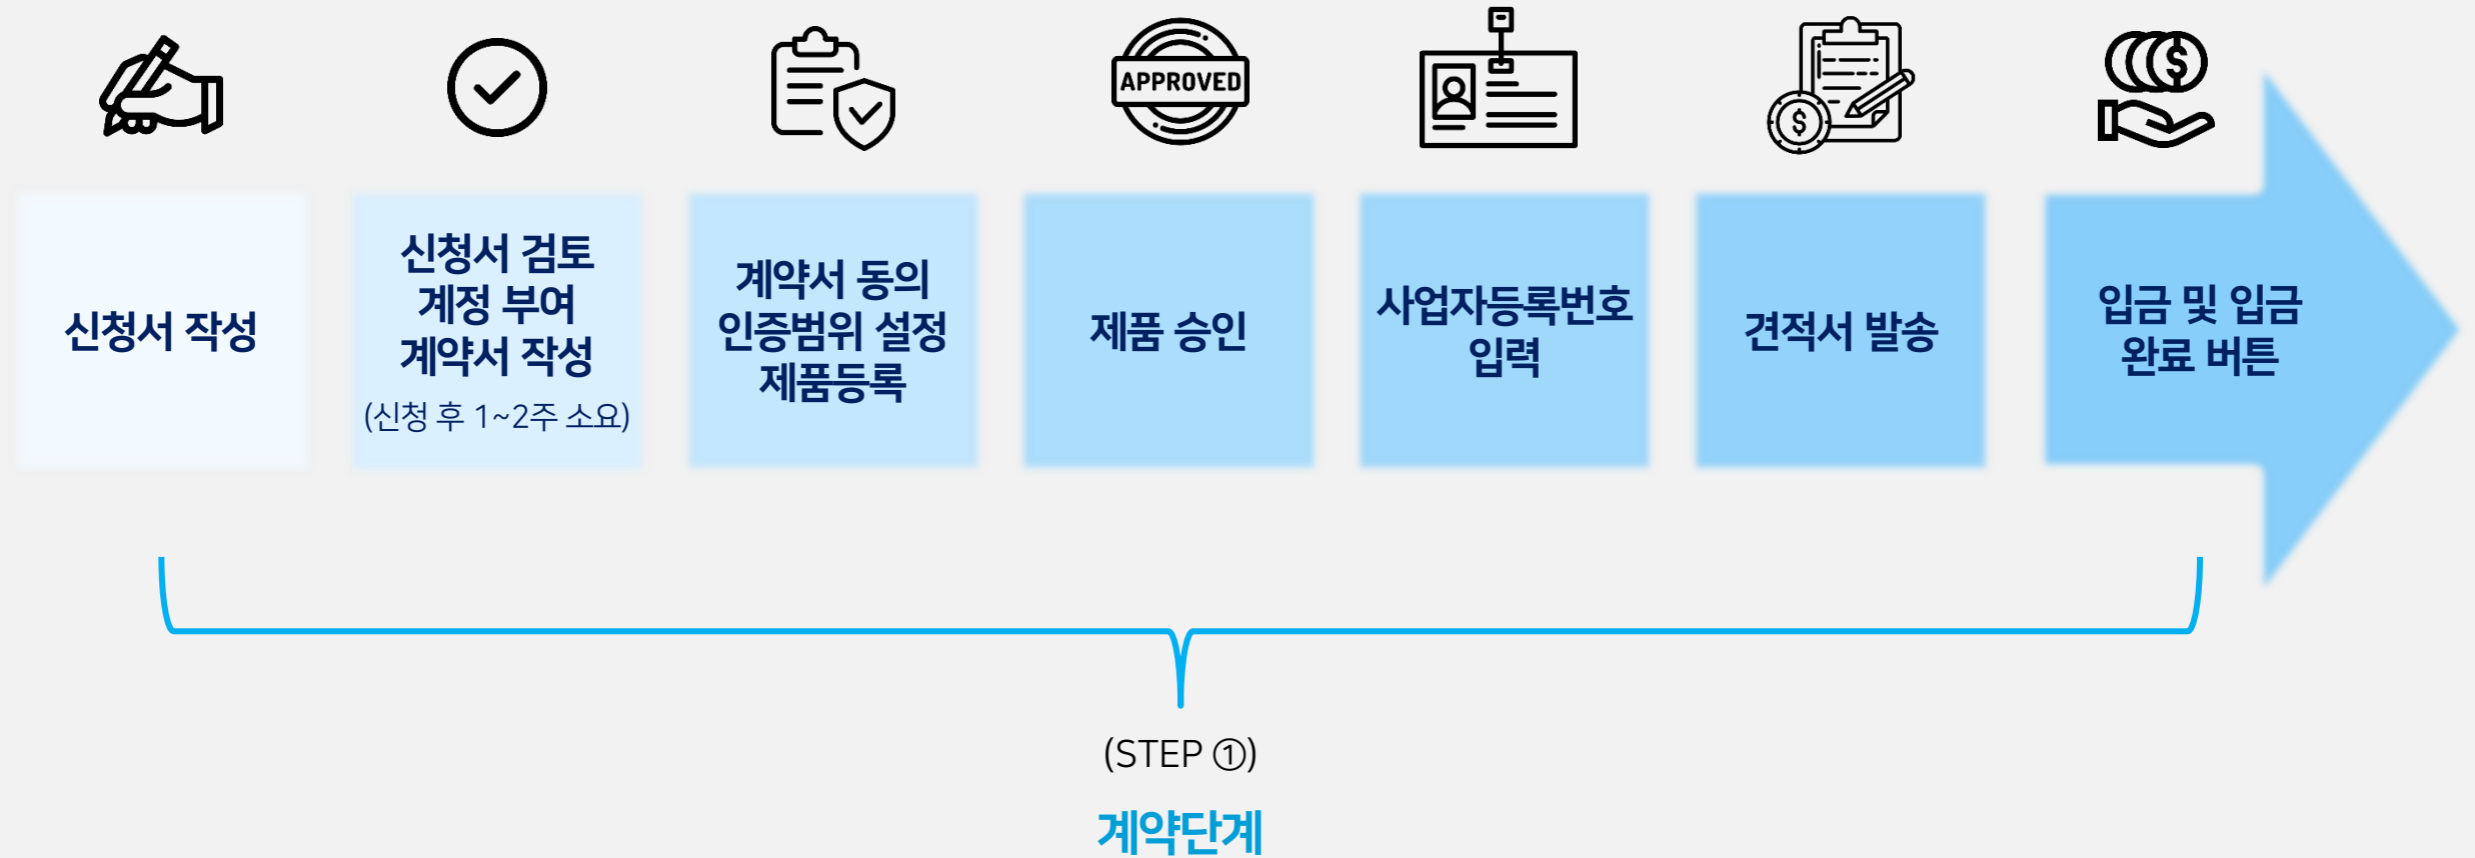 APPROVED
신청서 작성
신청서 검토
계정 부여
계약서 작성
(신청 후 1~2주 소요)
계약서 동의
인증범위 설정
제품등록
제품 승인
사업자등록번호
입력
견적서 발송
입금 및 입금
완료 버튼
(STEP ①)
계약단계